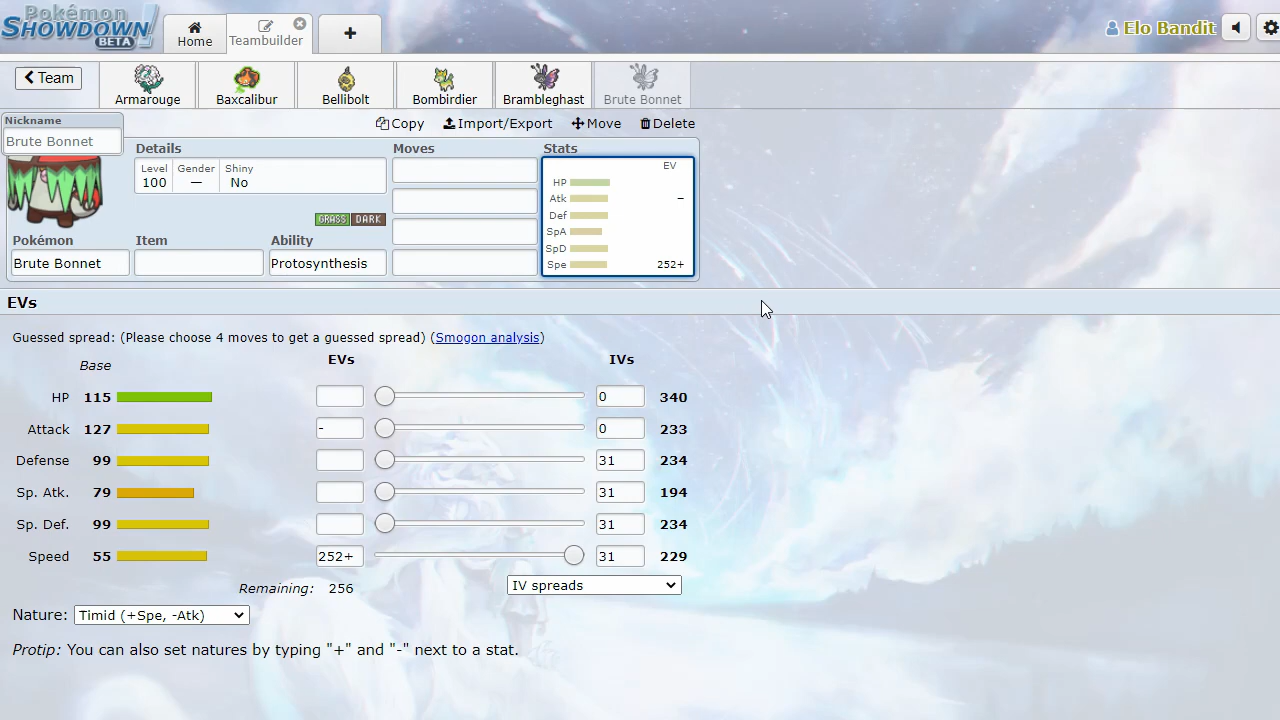 Pokémon
SHOWDOWN!
BETA
Home
Teambuilder
+
Elo Bandit
Team
Armarouge
Baxcalibur
Bellibolt
Bombirdier
Brambleghast
Brute Bonnet
Copy
Import/Export
Move
Delete
Nickname
Brute Bonnet
Details
Level
100
Gender
—
Shiny
No
GRASS DARK
Pokémon
Brute Bonnet
Item
Ability
Protosynthesis
Moves
Stats
EV
HP
Atk −
Def
SpA
SpD
Spe 252+
EVs
Guessed spread: (Please choose 4 moves to get a guessed spread) (Smogon analysis)
Base EVs IVs
HP 115 0 340
Attack 127 - 0 233
Defense 99 31 234
Sp. Atk. 79 31 194
Sp. Def. 99 31 234
Speed 55 252+ 31 229
Remaining: 256
IV spreads
Nature: Timid (+Spe, -Atk)
Protip: You can also set natures by typing "+" and "-" next to a stat.